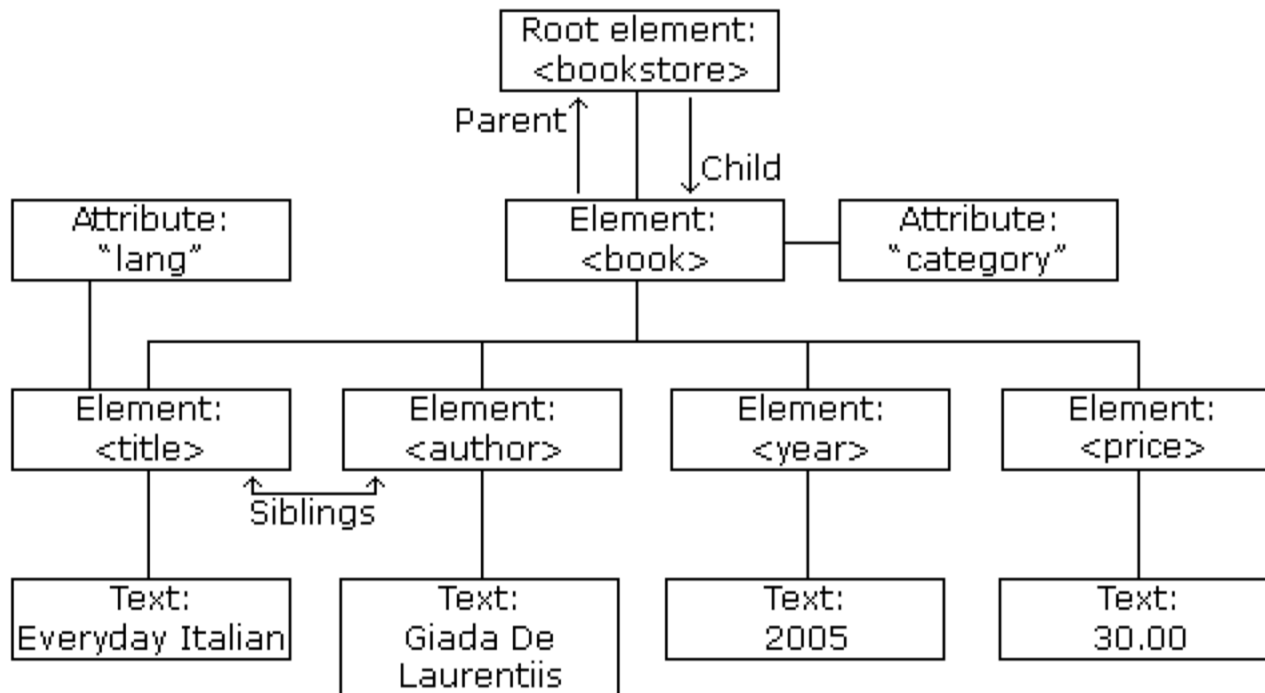 Root element:
<bookstore>
Parent
Child
Attribute:
"lang"
Element:
<book>
Attribute:
"category"
Element:
<title>
Element:
<author>
Element:
<year>
Element:
<price>
Siblings
Text:
Everyday Italian
Text:
Giada De
Laurentiis
Text:
2005
Text:
30.00